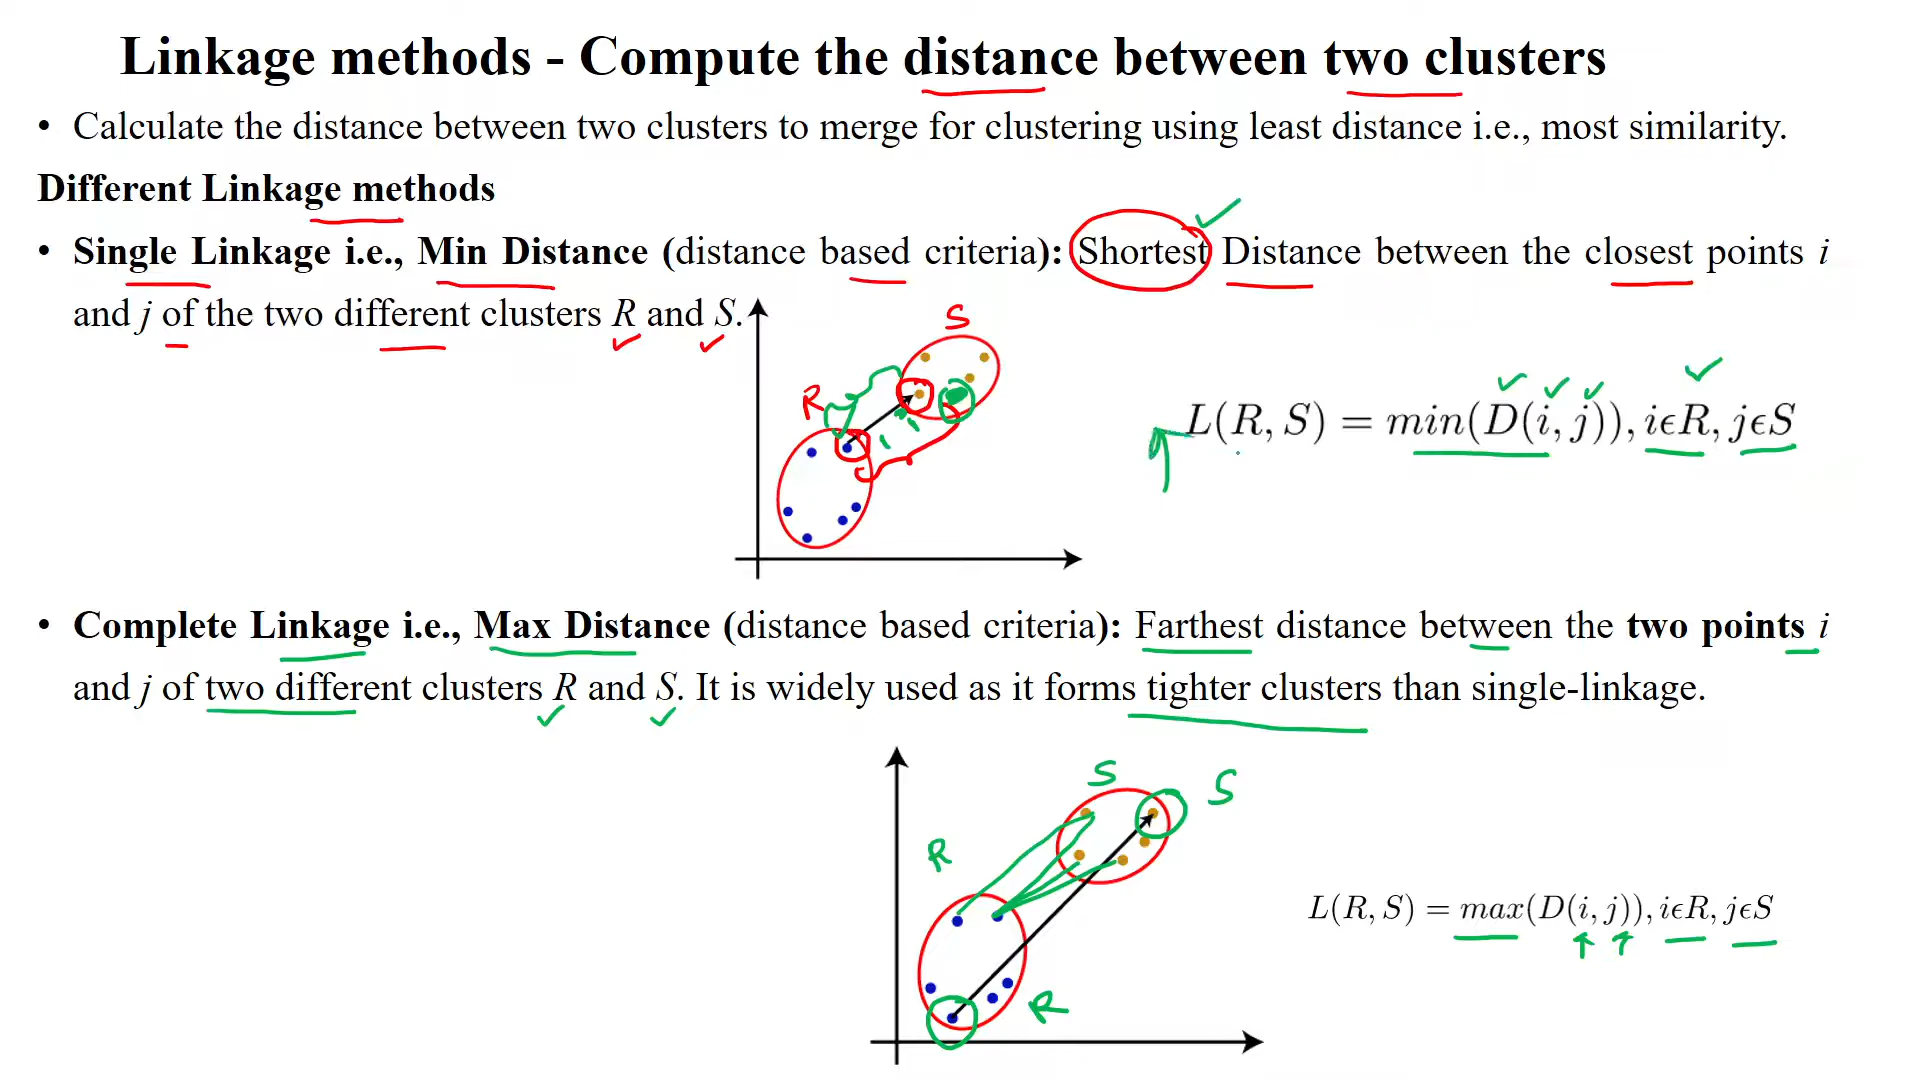 Linkage methods - Compute the distance between two clusters
• Calculate the distance between two clusters to merge for clustering using least distance i.e., most similarity.
Different Linkage methods
• Single Linkage i.e., Min Distance (distance based criteria): Shortest Distance between the closest points i
and j of the two different clusters R and S.
S
R
L(R, S) = min(D(i, j)), iϵR, jϵS
• Complete Linkage i.e., Max Distance (distance based criteria): Farthest distance between the two points i
and j of two different clusters R and S. It is widely used as it forms tighter clusters than single-linkage.
S
S
R
L(R, S) = max(D(i, j)), iϵR, jϵS
R